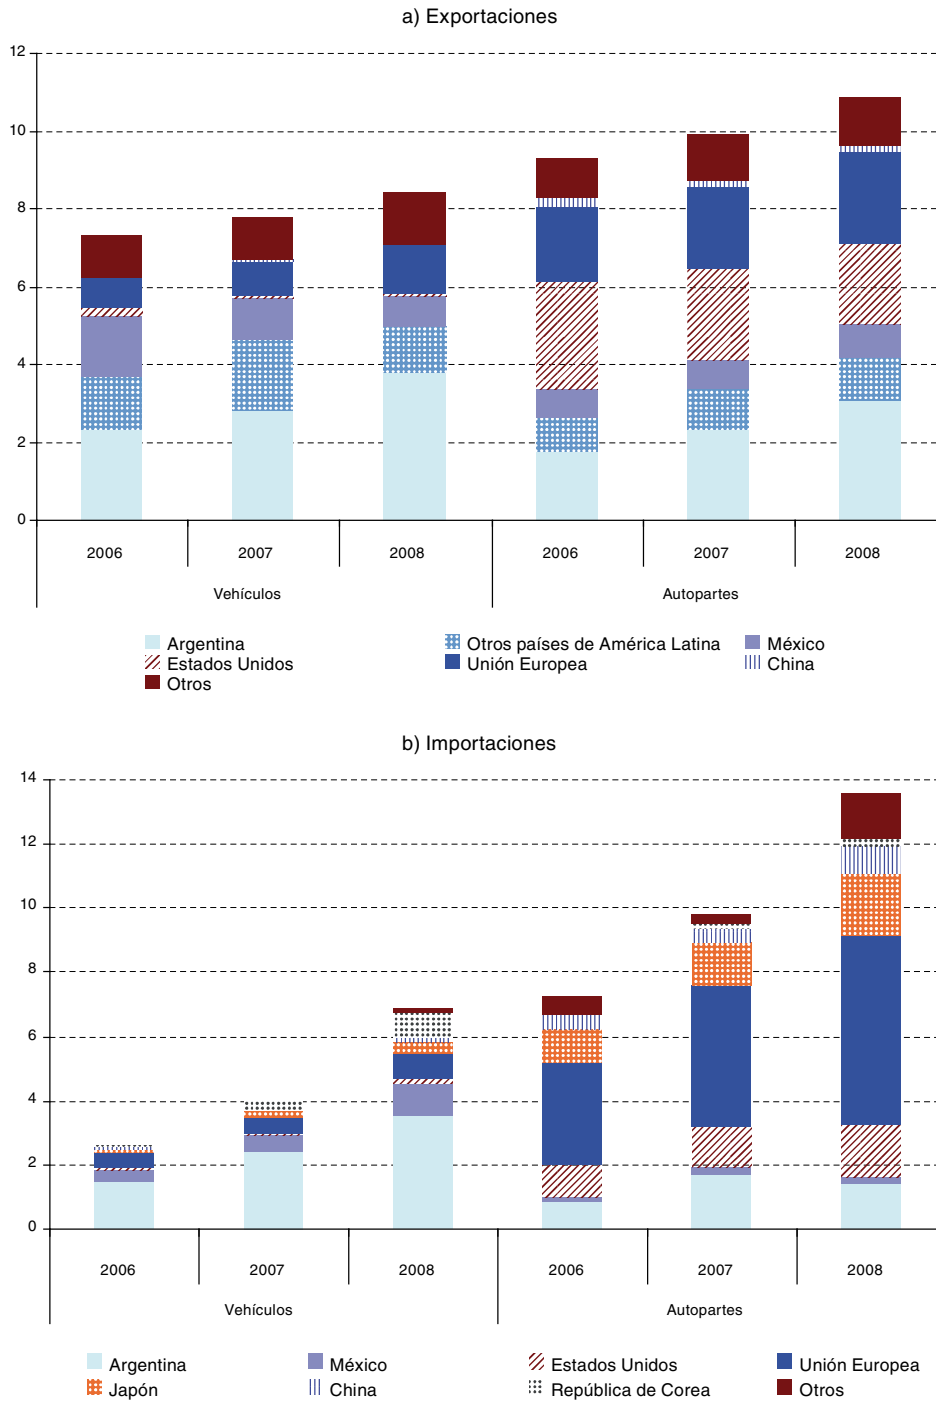 a) Exportaciones
12
10
8
6
4
2
0
2006 2007 2008 2006 2007 2008
Vehículos Autopartes
Argentina Otros países de América Latina México
Estados Unidos Unión Europea China
Otros
b) Importaciones
14
12
10
8
6
4
2
0
2006 2007 2008 2006 2007 2008
Vehículos Autopartes
Argentina México Estados Unidos Unión Europea
Japón China República de Corea Otros